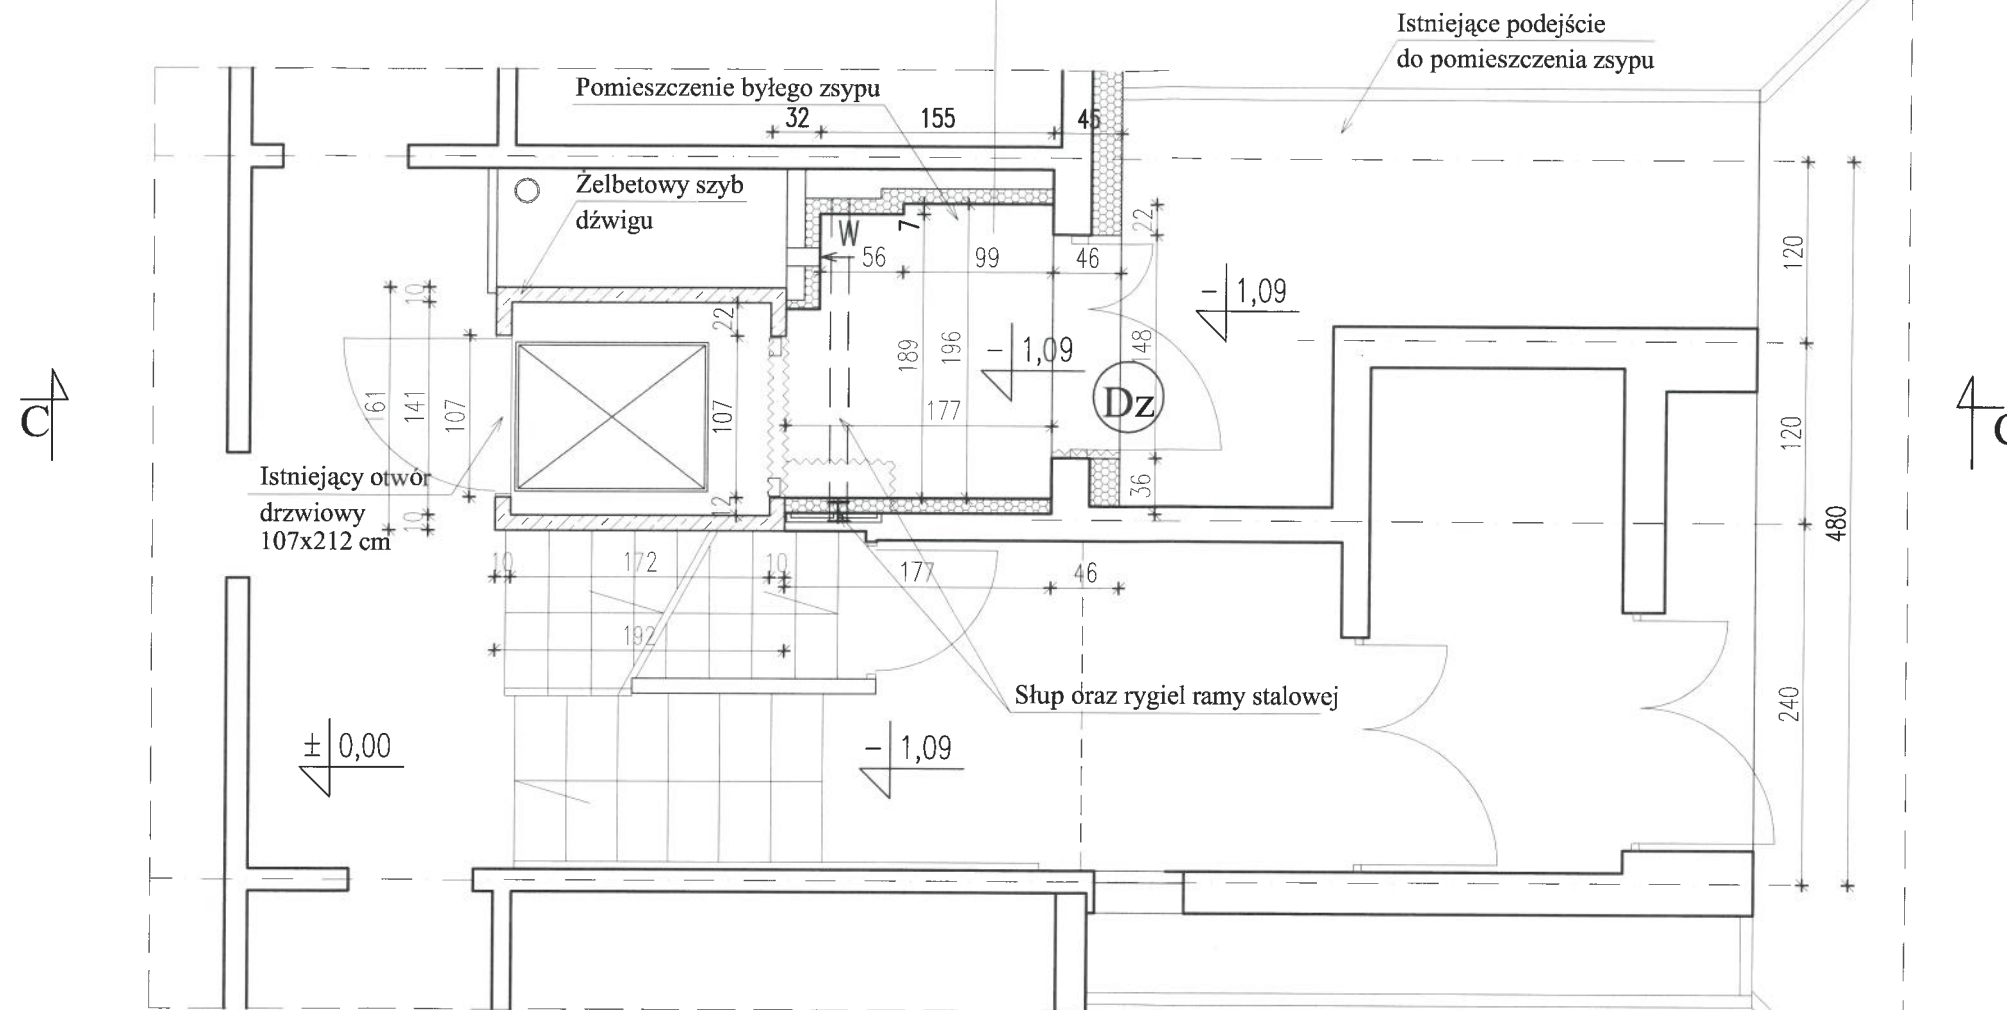 Istniejące podejście
do pomieszczenia zsypu
Pomieszczenie byłego zsypu
32 155 45
Żelbetowy szyb
dźwigu
W
7
56 99 46
22
120
10
22
- 1,09
189 196
- 1,09
148
161 141 107
107
177
Dz
C
C
120
Istniejący otwór
drzwiowy
107x212 cm
10
12
36
480
10 172 10 177 46
192
Słup oraz rygiel ramy stalowej
240
± 0,00
- 1,09